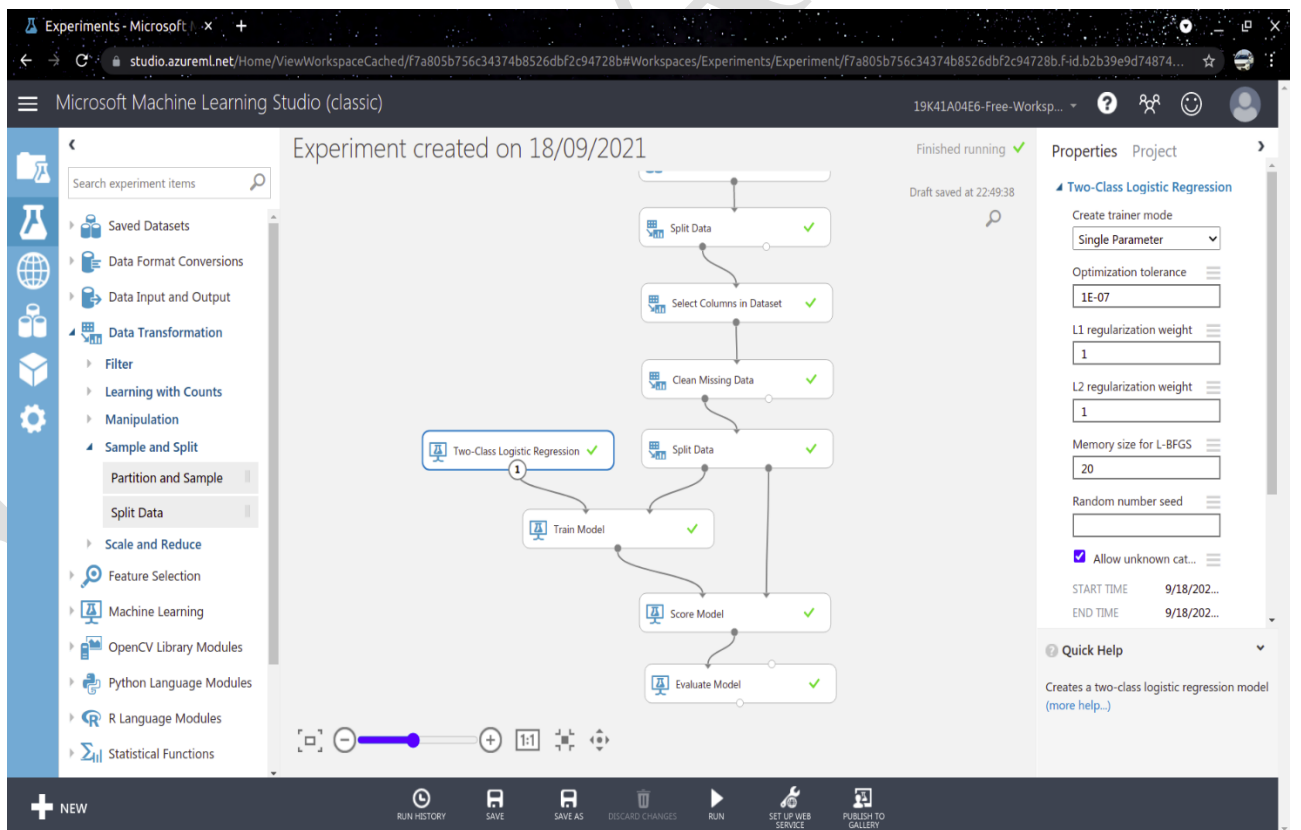 Experiments - Microsoft
studio.azureml.net/Home/ViewWorkspaceCached/f7a805b756c34374b8526dbf2c94728b#Workspaces/Experiments/Experiment/f7a805b756c34374b8526dbf2c94728b.f-id.b2b39e9d74874...
Microsoft Machine Learning Studio (classic)
19K41A04E6-Free-Worksp...
Search experiment items
Saved Datasets
Data Format Conversions
Data Input and Output
Data Transformation
Filter
Learning with Counts
Manipulation
Sample and Split
Partition and Sample
Split Data
Scale and Reduce
Feature Selection
Machine Learning
OpenCV Library Modules
Python Language Modules
R Language Modules
Statistical Functions
Experiment created on 18/09/2021
Finished running
Draft saved at 22:49:38
Split Data
Select Columns in Dataset
Clean Missing Data
Two-Class Logistic Regression
1
Split Data
Train Model
Score Model
Evaluate Model
1:1
Properties Project
Two-Class Logistic Regression
Create trainer mode
Single Parameter
Optimization tolerance
1E-07
L1 regularization weight
1
L2 regularization weight
1
Memory size for L-BFGS
20
Random number seed
Allow unknown cat...
START TIME 9/18/202...
END TIME 9/18/202...
Quick Help
Creates a two-class logistic regression model
(more help...)
NEW
RUN HISTORY
SAVE
SAVE AS
DISCARD CHANGES
RUN
SET UP WEB
SERVICE
PUBLISH TO
GALLERY